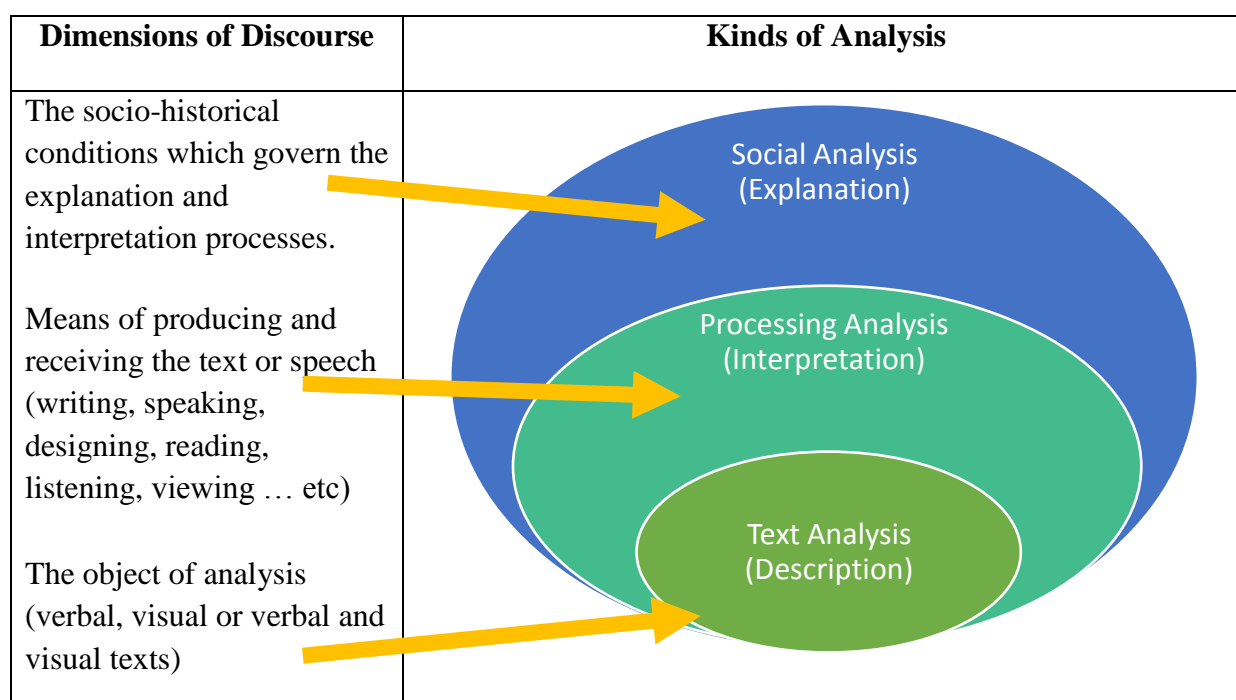 Dimensions of Discourse
Kinds of Analysis
The socio-historical
conditions which govern the
explanation and
interpretation processes.
Means of producing and
receiving the text or speech
(writing, speaking,
designing, reading,
listening, viewing … etc)
The object of analysis
(verbal, visual or verbal and
visual texts)
Social Analysis
(Explanation)
Processing Analysis
(Interpretation)
Text Analysis
(Description)